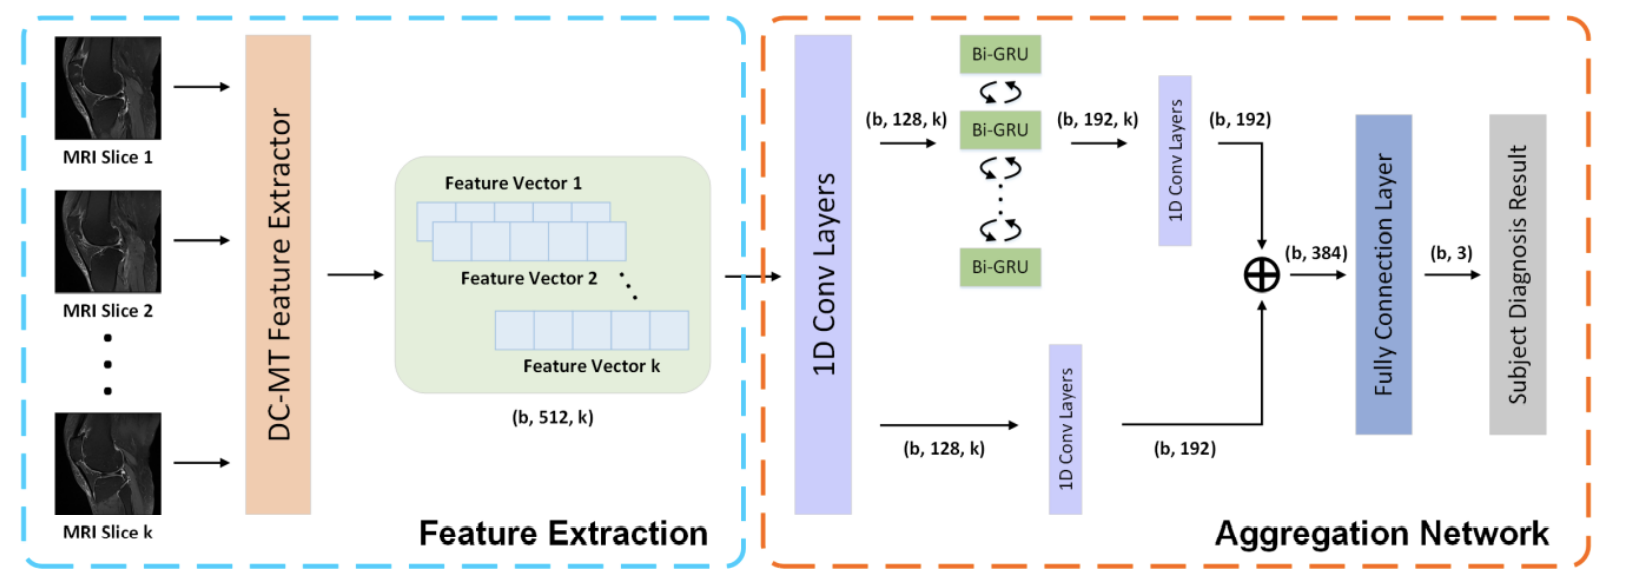 MRI Slice 1
MRI Slice 2
MRI Slice k
DC-MT Feature Extractor
Feature Vector 1
Feature Vector 2
Feature Vector k
(b, 512, k)
Feature Extraction
1D Conv Layers
(b, 128, k)
Bi-GRU
Bi-GRU
Bi-GRU
(b, 192, k)
1D Conv Layers
(b, 192)
(b, 128, k)
1D Conv Layers
(b, 192)
(b, 384)
Fully Connection Layer
(b, 3)
Subject Diagnosis Result
Aggregation Network